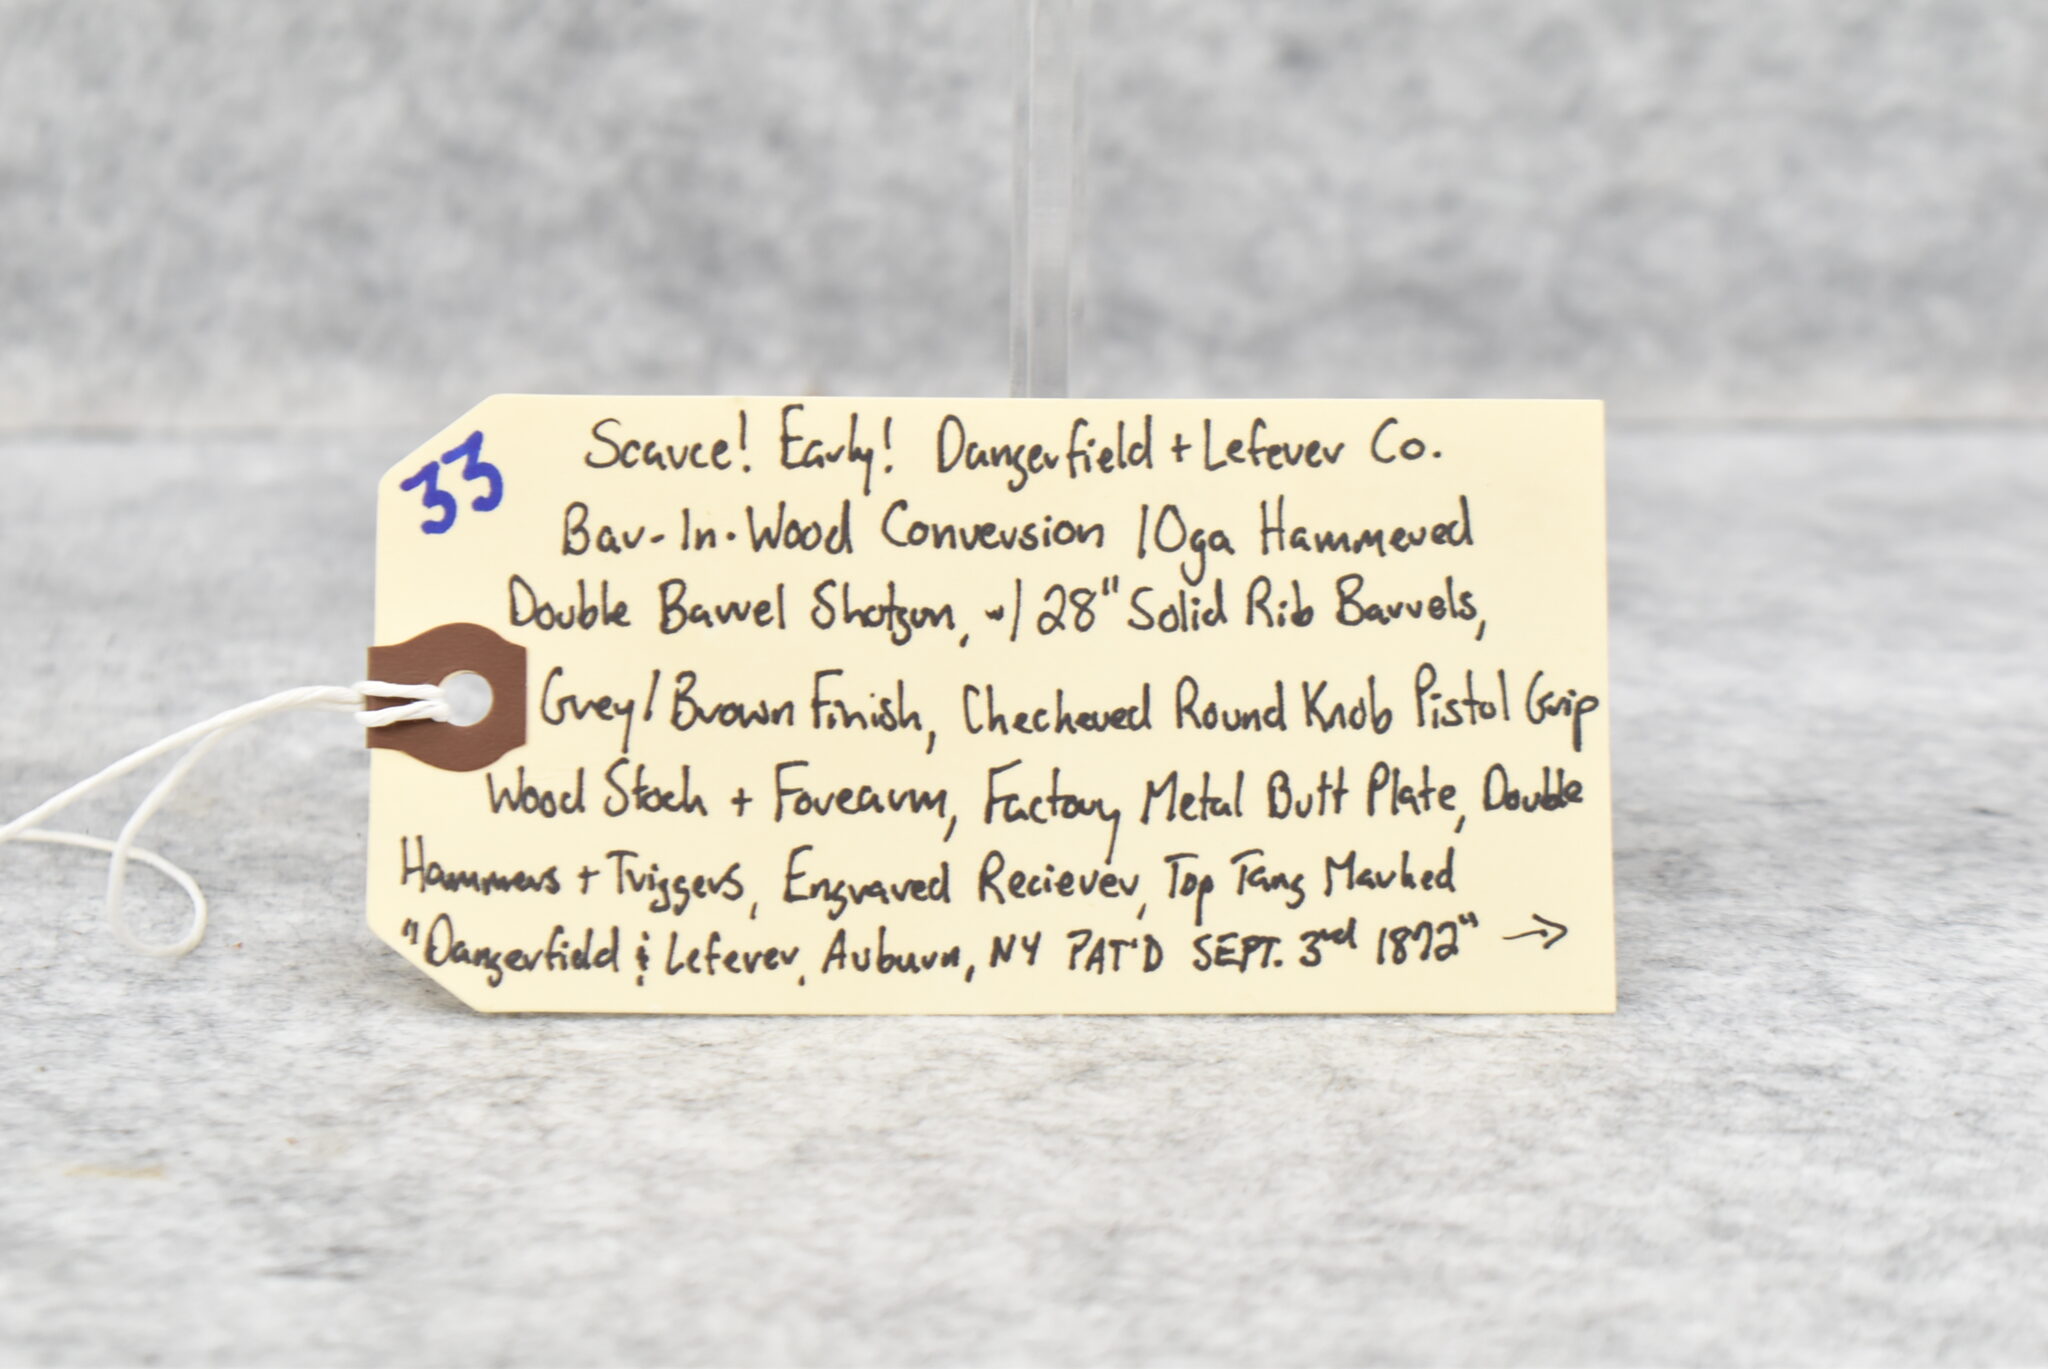 33
Scarce! Early! Dangerfield + Lefever Co.
Bar-In-Wood Conversion 10ga Hammered
Double Barrel Shotgun, w/ 28" Solid Rib Barrels,
Grey/Brown Finish, Checkered Round Knob Pistol Grip
Wood Stock + Forearm, Factory Metal Butt Plate, Double
Hammers + Triggers, Engraved Reciever, Top Tang Marked
"Dangerfield & Lefever, Auburn, NY PAT'D SEPT. 3rd 1872" →